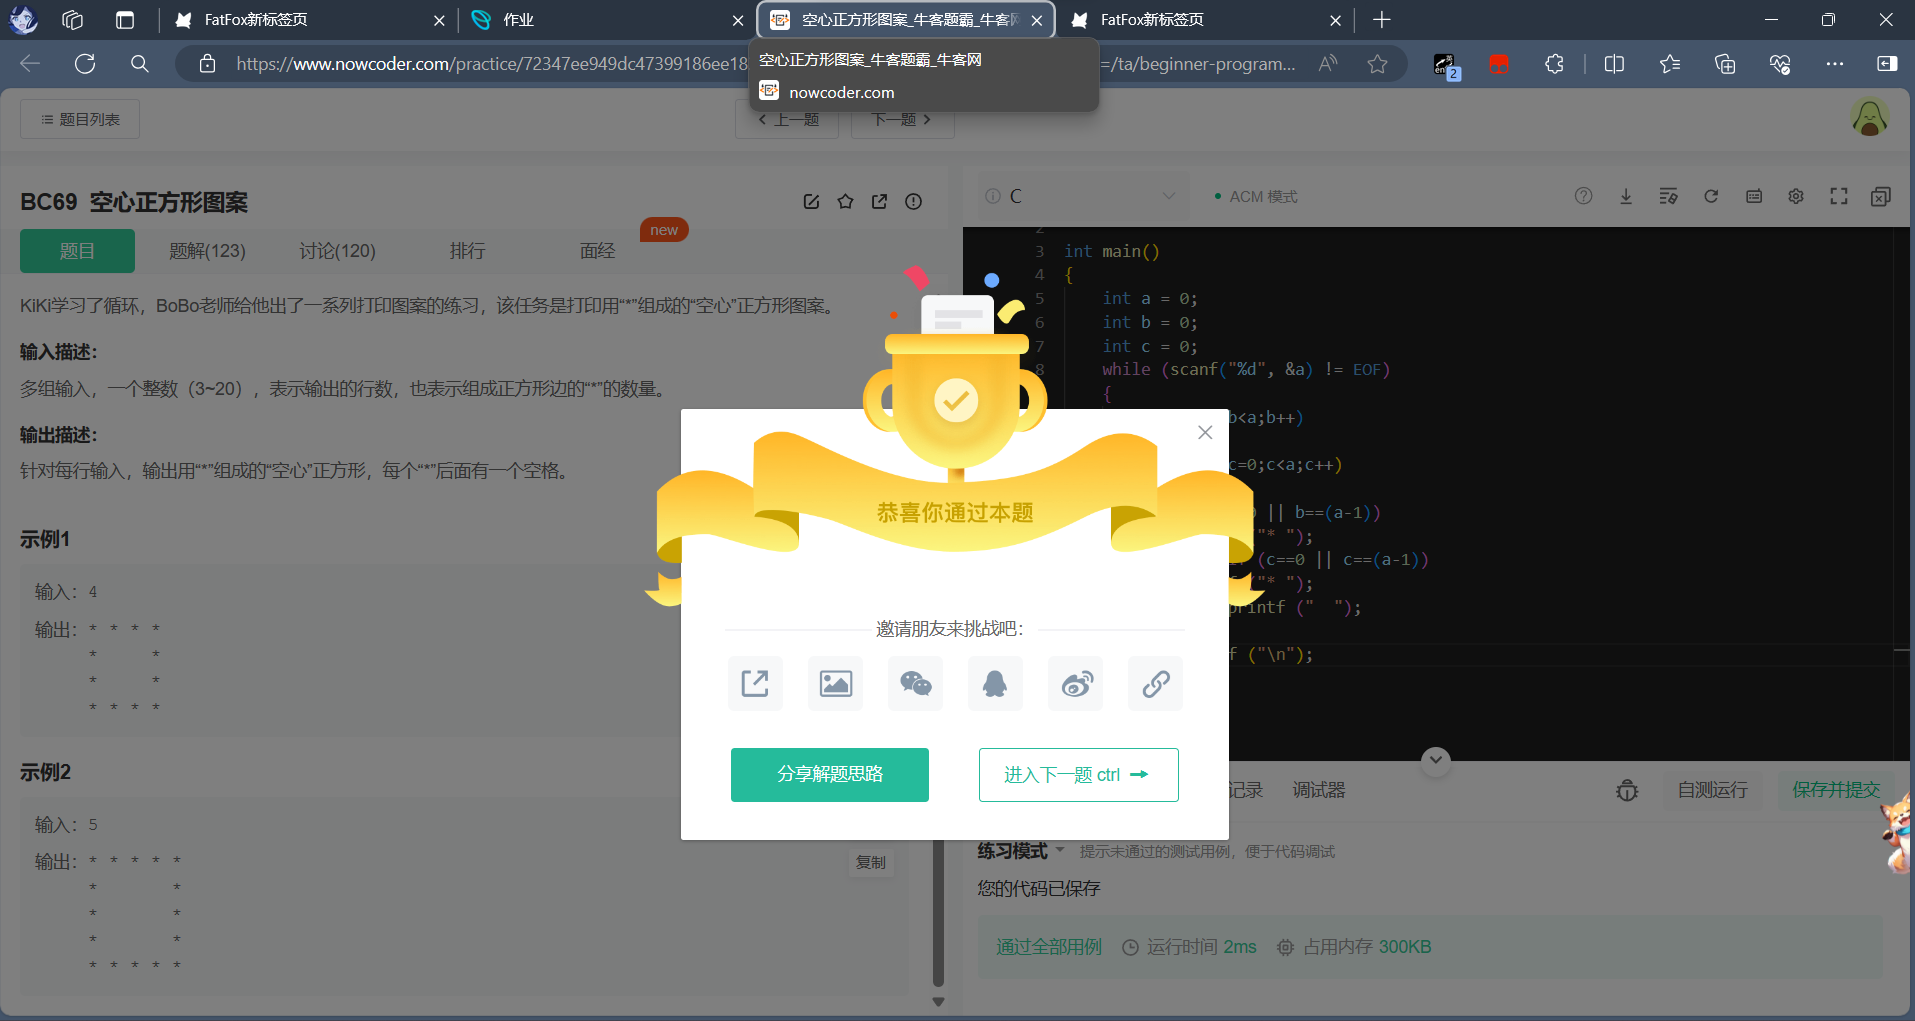 FatFox新标签页
作业
空心正方形图案_牛客题霸_牛客网
FatFox新标签页
https://www.nowcoder.com/practice/72347ee949dc47399186ee18
=/ta/beginner-program...
2
空心正方形图案_牛客题霸_牛客网
nowcoder.com
题目列表
上一题
下一题
BC69 空心正方形图案
题目
题解(123)
讨论(120)
排行
面经
new
KiKi学习了循环，BoBo老师给他出了一系列打印图案的练习，该任务是打印用“*”组成的“空心”正方形图案。
输入描述：
多组输入，一个整数（3~20），表示输出的行数，也表示组成正方形边的“*”的数量。
输出描述：
针对每行输入，输出用“*”组成的“空心”正方形，每个“*”后面有一个空格。
示例1
输入：4
输出：* * * *
*     *
*     *
* * * *
示例2
输入：5
输出：* * * * *
*       *
*       *
*       *
* * * * *
复制
C
ACM 模式
2
3 int main()
4 {
5 int a = 0;
6 int b = 0;
7 int c = 0;
8 while (scanf("%d", &a) != EOF)
{
b<a;b++)
c=0;c<a;c++)
|| b==(a-1))
"* ");
(c==0 || c==(a-1))
f ("* ");
printf ("  ");
f ("\n");
恭喜你通过本题
邀请朋友来挑战吧：
分享解题思路
进入下一题 ctrl
记录
调试器
自测运行
保存并提交
练习模式
提示未通过的测试用例，便于代码调试
您的代码已保存
通过全部用例
运行时间 2ms
占用内存 300KB